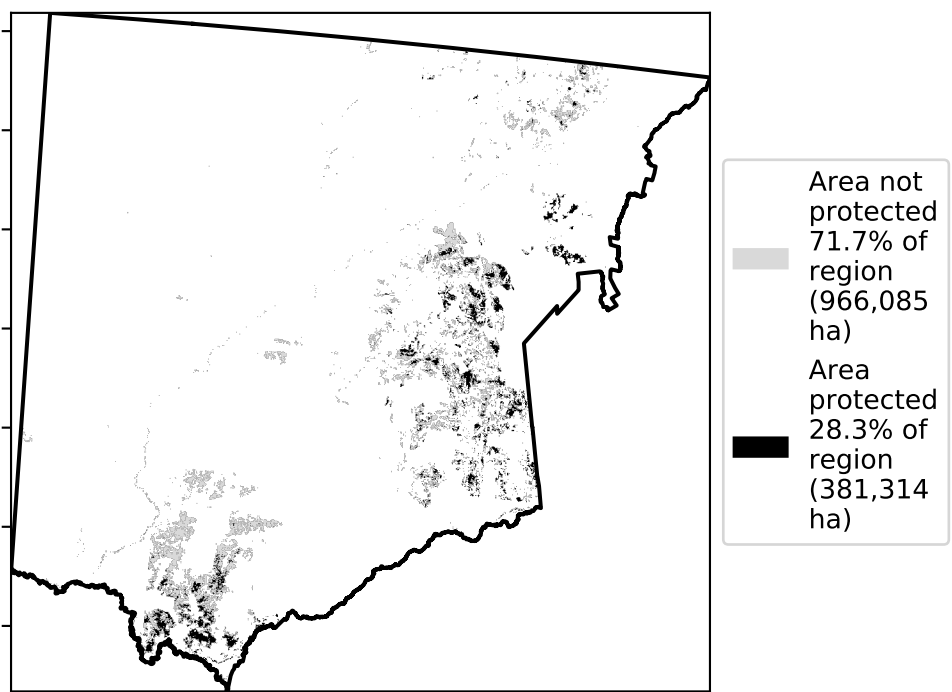 Area not
protected
71.7% of
region
(966,085
ha)
Area
protected
28.3% of
region
(381,314
ha)